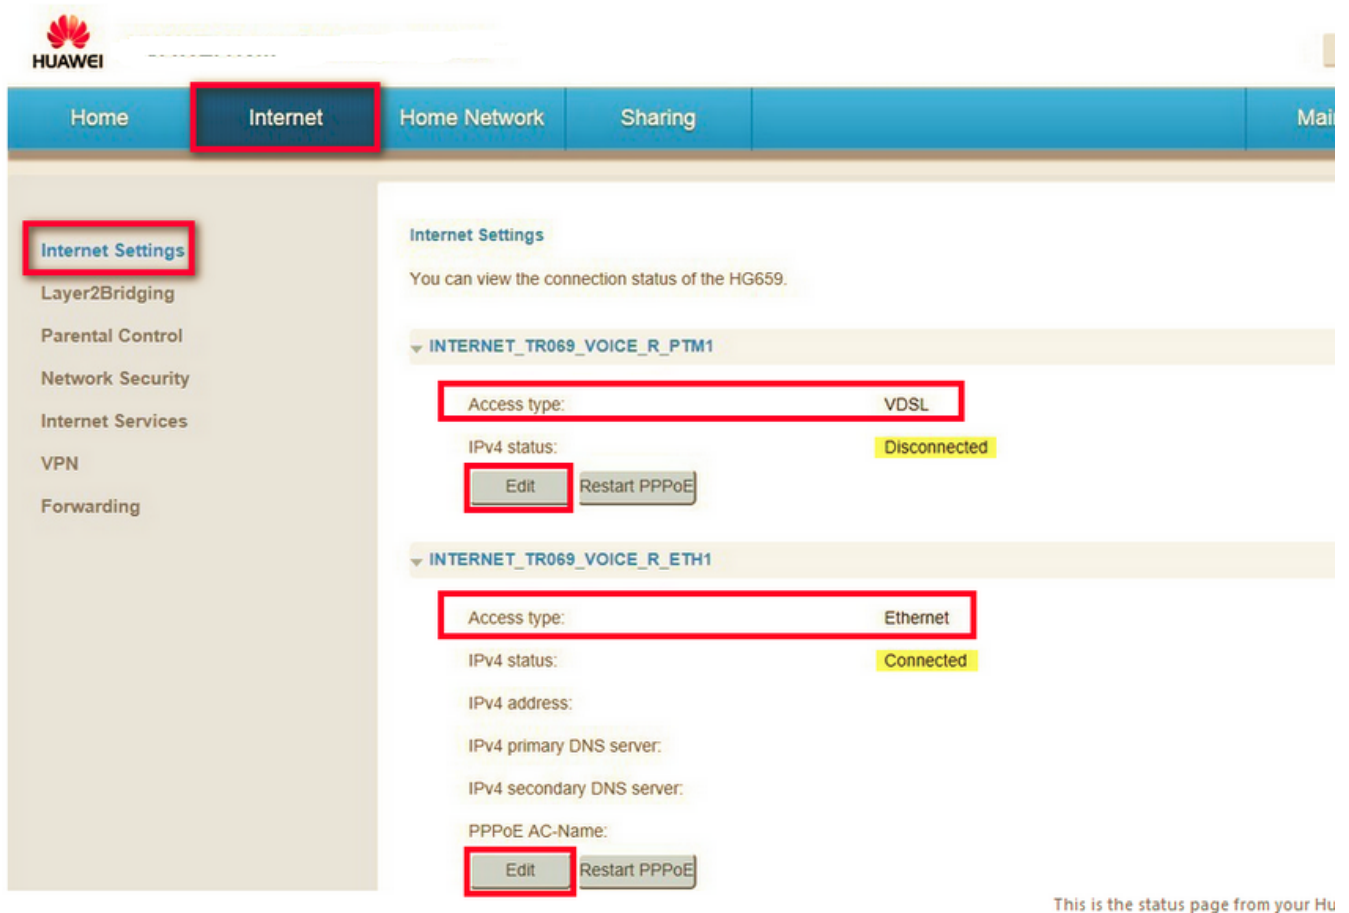 HUAWEI
Home Internet Home Network Sharing
Internet Settings
Layer2Bridging
Parental Control
Network Security
Internet Services
VPN
Forwarding
Internet Settings
You can view the connection status of the HG659.
INTERNET_TR069_VOICE_R_PTM1
Access type: VDSL
IPv4 status: Disconnected
Edit Restart PPPoE
INTERNET_TR069_VOICE_R_ETH1
Access type: Ethernet
IPv4 status: Connected
IPv4 address:
IPv4 primary DNS server:
IPv4 secondary DNS server:
PPPoE AC-Name:
Edit Restart PPPoE
This is the status page from your Hu